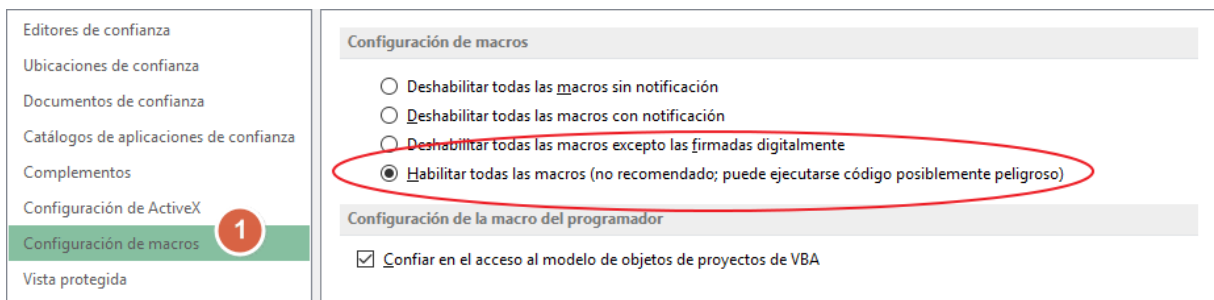 Editores de confianza
Ubicaciones de confianza
Documentos de confianza
Catálogos de aplicaciones de confianza
Complementos
Configuración de ActiveX
Configuración de macros
1
Vista protegida
Configuración de macros
Deshabilitar todas las macros sin notificación
Deshabilitar todas las macros con notificación
Deshabilitar todas las macros excepto las firmadas digitalmente
Habilitar todas las macros (no recomendado; puede ejecutarse código posiblemente peligroso)
Configuración de la macro del programador
Confiar en el acceso al modelo de objetos de proyectos de VBA